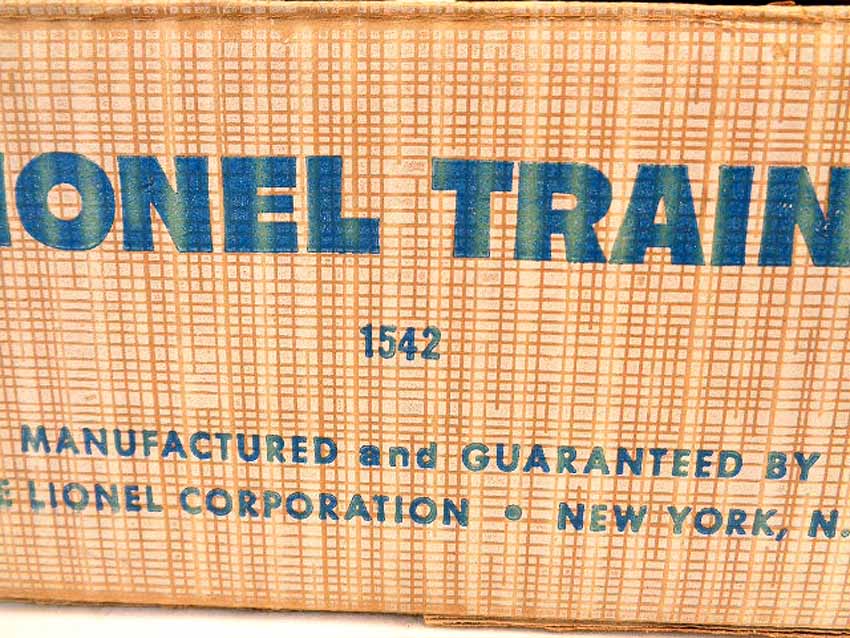 IONEL TRAIN
1542
MANUFACTURED and GUARANTEED BY
E LIONEL CORPORATION • NEW YORK, N.